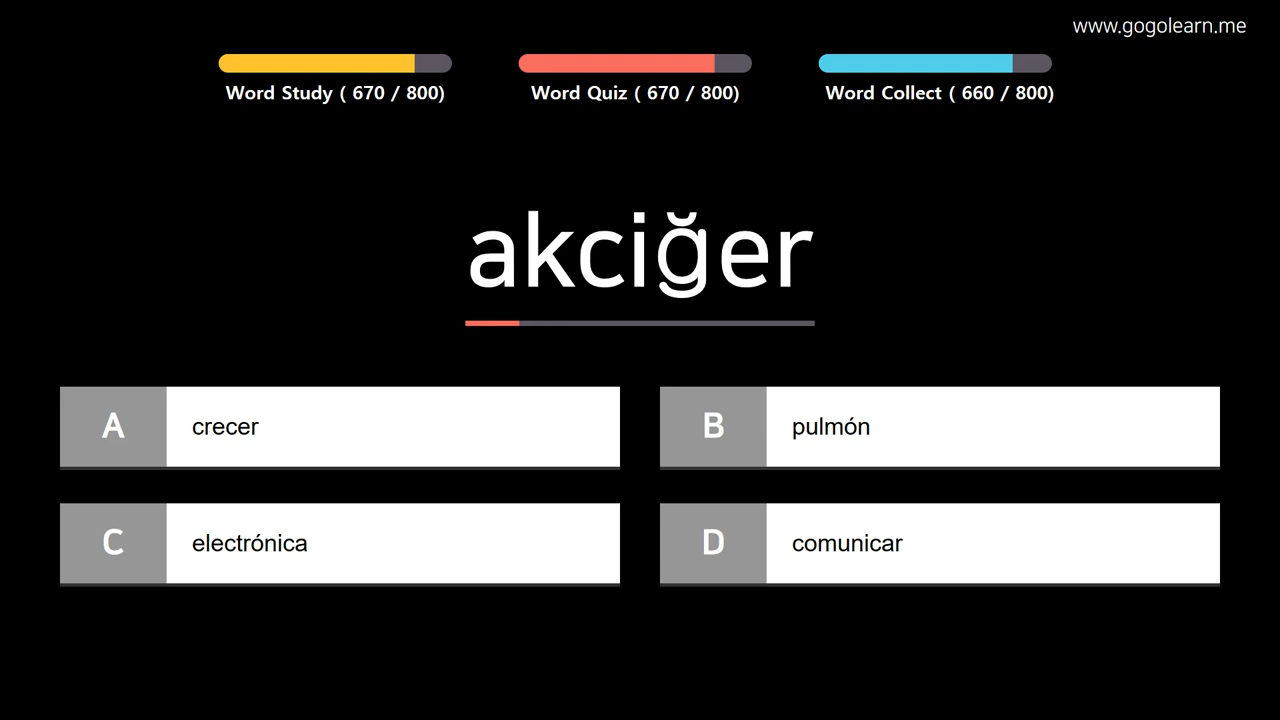 www.gogolearn.me
Word Study ( 670 / 800)
Word Quiz ( 670 / 800)
Word Collect ( 660 / 800)
akciğer
A crecer
B pulmón
C electrónica
D comunicar